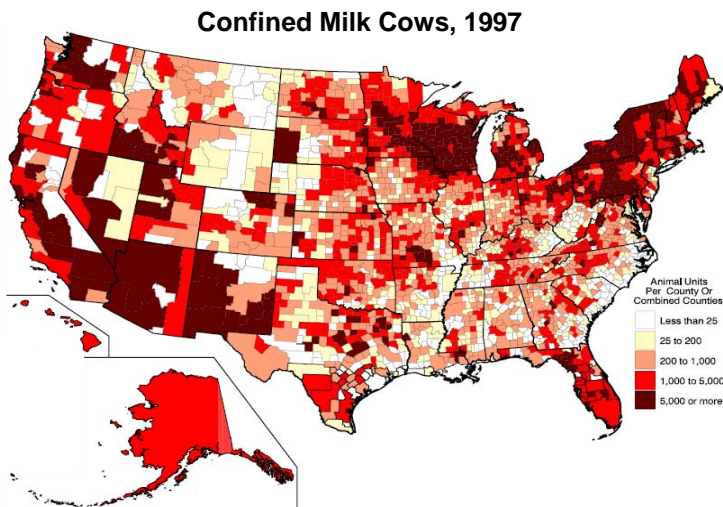 Confined Milk Cows, 1997
Animal Units
Per County Or
Combined Counties
Less than 25
25 to 200
200 to 1,000
1,000 to 5,000
5,000 or more